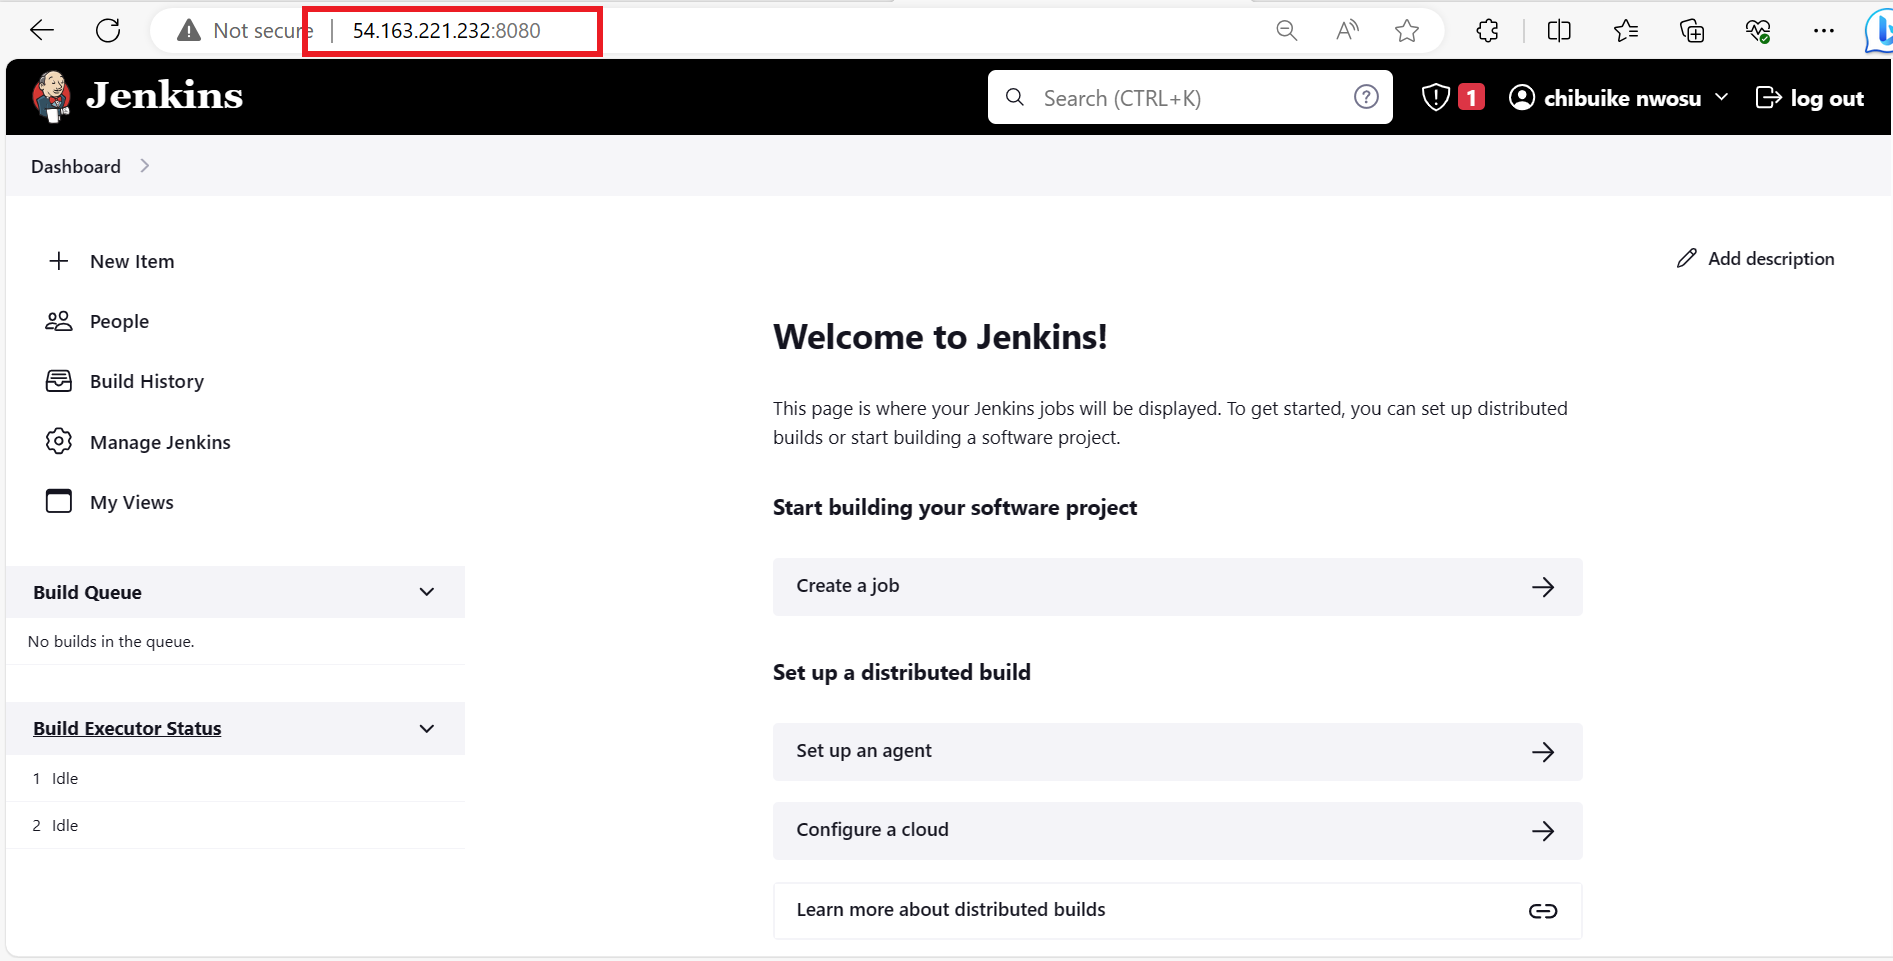 Not secure 54.163.221.232:8080
Jenkins
Search (CTRL+K)
1
chibuike nwosu
log out
Dashboard
New Item
Add description
People
Build History
Manage Jenkins
My Views
Welcome to Jenkins!
This page is where your Jenkins jobs will be displayed. To get started, you can set up distributed
builds or start building a software project.
Start building your software project
Create a job
Build Queue
No builds in the queue.
Set up a distributed build
Build Executor Status
Set up an agent
1 Idle
2 Idle
Configure a cloud
Learn more about distributed builds